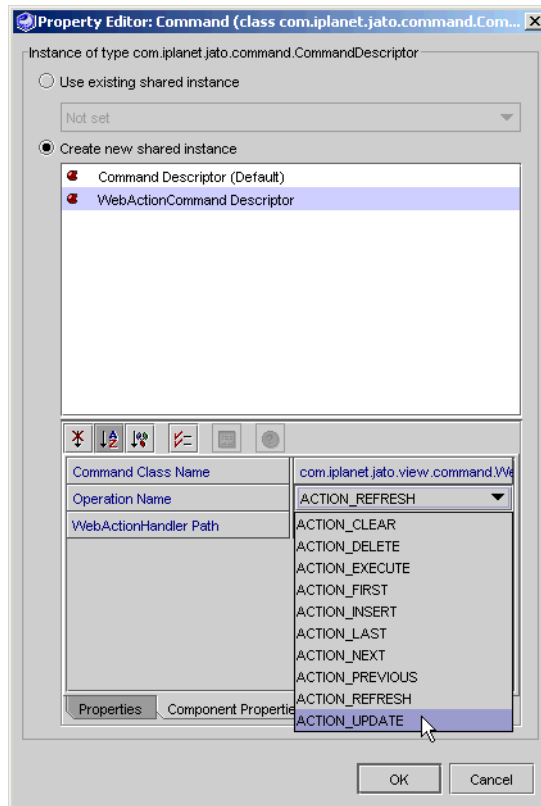 Property Editor: Command (class com.iplanet.jato.command.Com...
Instance of type com.iplanet.jato.command.CommandDescriptor
Use existing shared instance
Not set
Create new shared instance
Command Descriptor (Default)
WebActionCommand Descriptor
Command Class Name com.iplanet.jato.view.command.We
Operation Name ACTION_REFRESH
WebActionHandler Path
ACTION_CLEAR
ACTION_DELETE
ACTION_EXECUTE
ACTION_FIRST
ACTION_INSERT
ACTION_LAST
ACTION_NEXT
ACTION_PREVIOUS
ACTION_REFRESH
ACTION_UPDATE
Properties Component Propertie
OK Cancel